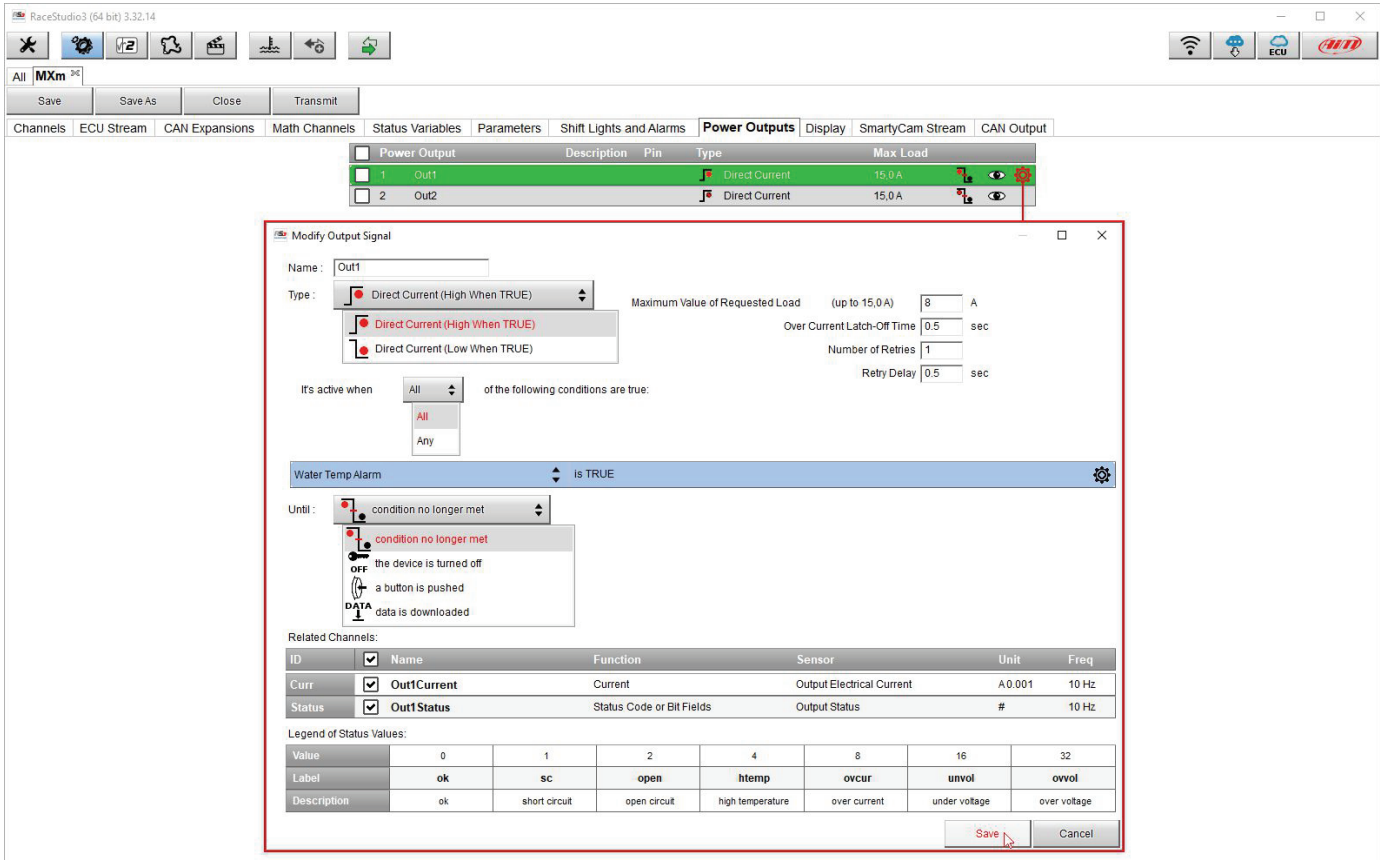 RaceStudio3 (64 bit) 3.32.14
ECU AiM
All MXm
Save Save As Close Transmit
Channels ECU Stream CAN Expansions Math Channels Status Variables Parameters Shift Lights and Alarms Power Outputs Display SmartyCam Stream CAN Output
Power Output Description Pin Type Max Load
1 Out1 Direct Current 15,0 A
2 Out2 Direct Current 15,0 A
Modify Output Signal
Name : Out1
Type : Direct Current (High When TRUE) Maximum Value of Requested Load (up to 15,0 A) 8 A
Direct Current (High When TRUE) Over Current Latch-Off Time 0.5 sec
Direct Current (Low When TRUE) Number of Retries 1
Retry Delay 0.5 sec
It's active when All of the following conditions are true:
All
Any
Water Temp Alarm is TRUE
Until : condition no longer met
condition no longer met
OFF the device is turned off
a button is pushed
DATA data is downloaded
Related Channels:
ID Name Function Sensor Unit Freq
Curr Out1Current Current Output Electrical Current A 0.001 10 Hz
Status Out1Status Status Code or Bit Fields Output Status # 10 Hz
Legend of Status Values:
Value 0 1 2 4 8 16 32
Label ok sc open htemp ovcur unvol ovvol
Description ok short circuit open circuit high temperature over current under voltage over voltage
Save Cancel